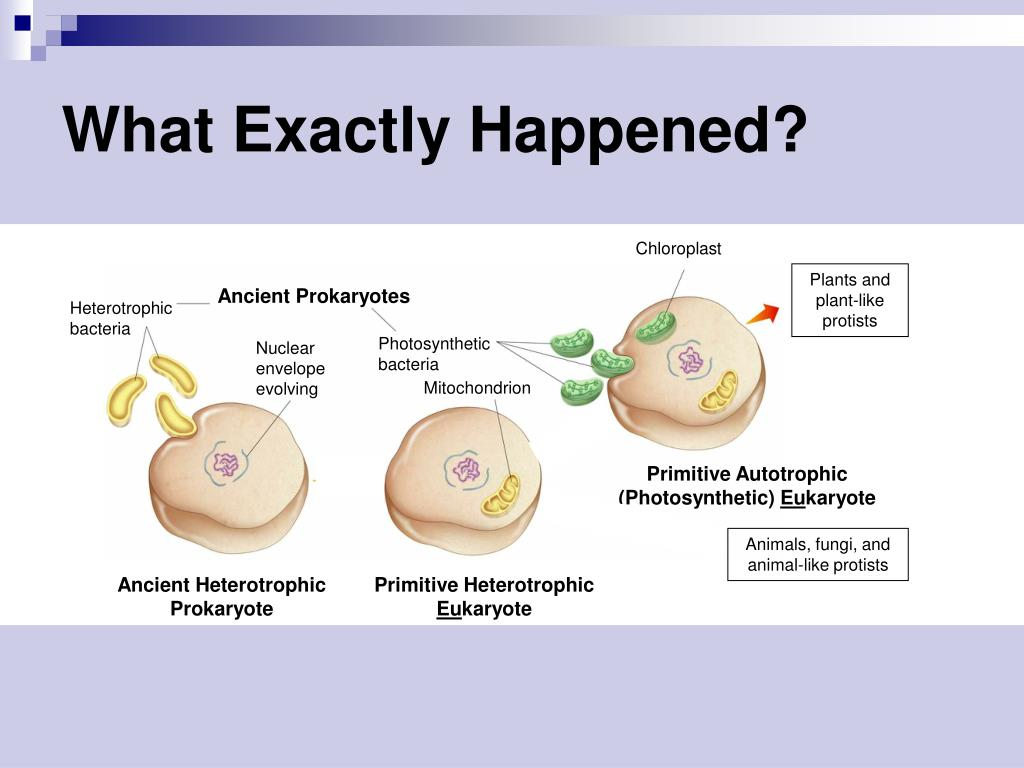 What Exactly Happened?
Chloroplast
Plants and
plant-like
protists
Ancient Prokaryotes
Heterotrophic
bacteria
Nuclear
envelope
evolving
Photosynthetic
bacteria
Mitochondrion
Primitive Autotrophic
(Photosynthetic) Eukaryote
Animals, fungi, and
animal-like protists
Ancient Heterotrophic
Prokaryote
Primitive Heterotrophic
Eukaryote